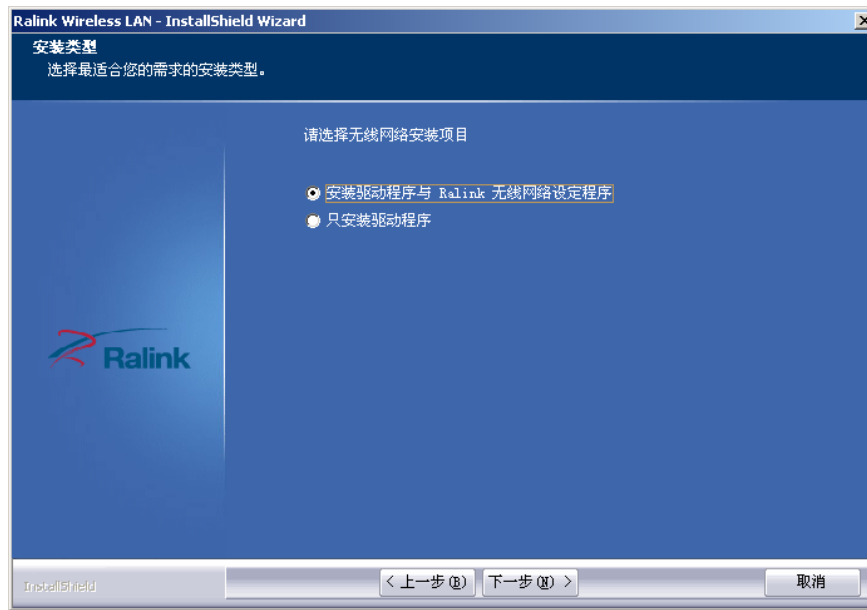 Ralink Wireless LAN - InstallShield Wizard
安装类型
选择最适合您的需求的安装类型。
请选择无线网络安装项目
安装驱动程序与 Ralink 无线网络设定程序
只安装驱动程序
Ralink
InstallShield
< 上一步(B)
下一步(N) >
取消